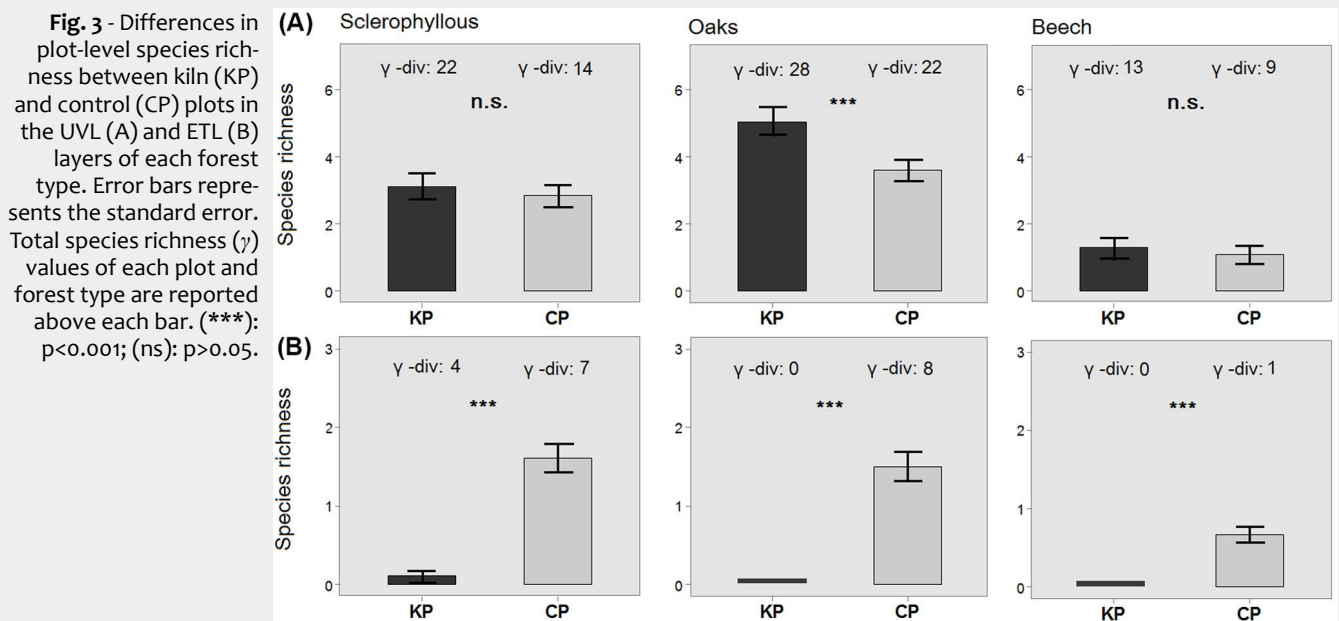 Fig. 3 - Differences in
plot-level species rich-
ness between kiln (KP)
and control (CP) plots in
the UVL (A) and ETL (B)
layers of each forest
type. Error bars repre-
sents the standard error.
Total species richness (γ)
values of each plot and
forest type are reported
above each bar. (***):
p<0.001; (ns): p>0.05.
(A) Sclerophyllous Oaks Beech
γ -div: 22 γ -div: 14 γ -div: 28 γ -div: 22 γ -div: 13 γ -div: 9
n.s. *** n.s.
Species richness
6 6 6
4 4 4
2 2 2
0 0 0
KP CP KP CP KP CP
(B)
3 3 3
γ -div: 4 γ -div: 7 γ -div: 0 γ -div: 8 γ -div: 0 γ -div: 1
*** *** ***
Species richness
2 2 2
1 1 1
0 0 0
KP CP KP CP KP CP